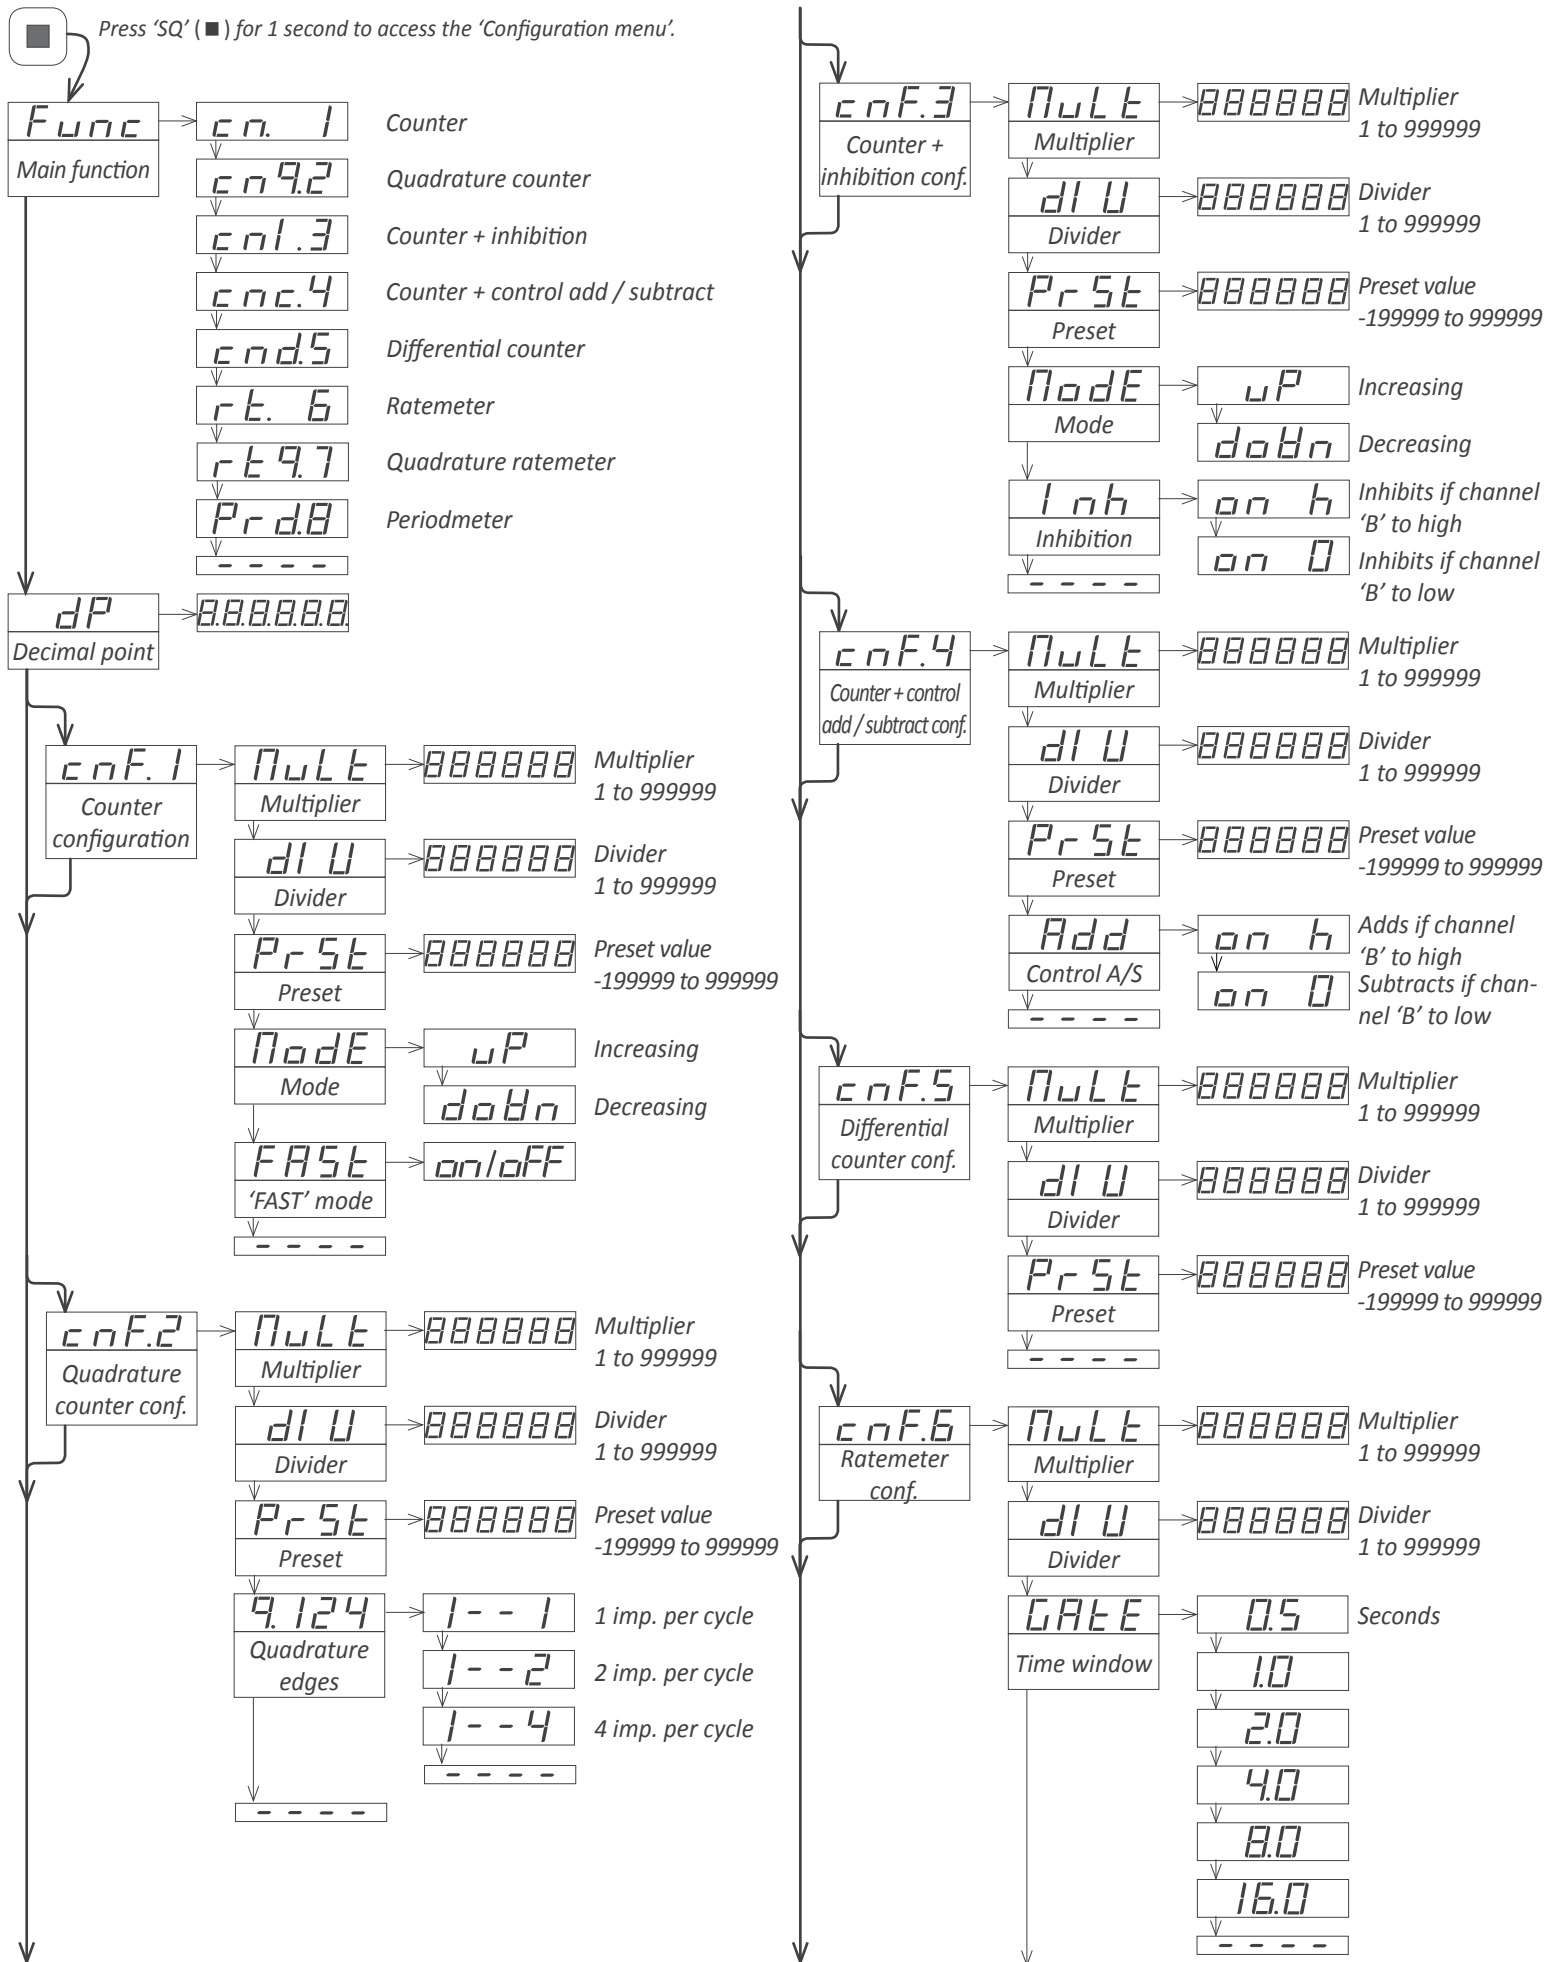 Press ‘SQ’ ( ■ ) for 1 second to access the ‘Configuration menu’.
Func
Main function
cn. 1
Counter
cnq.2
Quadrature counter
cnI.3
Counter + inhibition
cnc.4
Counter + control add / subtract
cnd.5
Differential counter
rt. 6
Ratemeter
rtq.7
Quadrature ratemeter
Prd.8
Periodmeter
- - - -
dP
Decimal point
8.8.8.8.8.8.
cnF.1
Counter
configuration
MuLt
Multiplier
888888
Multiplier
1 to 999999
dIV
Divider
888888
Divider
1 to 999999
PrSt
Preset
888888
Preset value
-199999 to 999999
ModE
Mode
uP
Increasing
doWn
Decreasing
FASt
‘FAST’ mode
on/oFF
- - - -
cnF.2
Quadrature
counter conf.
MuLt
Multiplier
888888
Multiplier
1 to 999999
dIV
Divider
888888
Divider
1 to 999999
PrSt
Preset
888888
Preset value
-199999 to 999999
q.124
Quadrature
edges
1--1
1 imp. per cycle
1--2
2 imp. per cycle
1--4
4 imp. per cycle
- - - -
- - - -
cnF.3
Counter +
inhibition conf.
MuLt
Multiplier
888888
Multiplier
1 to 999999
dIV
Divider
888888
Divider
1 to 999999
PrSt
Preset
888888
Preset value
-199999 to 999999
ModE
Mode
uP
Increasing
doWn
Decreasing
Inh
Inhibition
on h
Inhibits if channel
‘B’ to high
on 0
Inhibits if channel
‘B’ to low
- - - -
cnF.4
Counter + control
add / subtract conf.
MuLt
Multiplier
888888
Multiplier
1 to 999999
dIV
Divider
888888
Divider
1 to 999999
PrSt
Preset
888888
Preset value
-199999 to 999999
Add
Control A/S
on h
Adds if channel
‘B’ to high
on 0
Subtracts if chan-
nel ‘B’ to low
- - - -
cnF.5
Differential
counter conf.
MuLt
Multiplier
888888
Multiplier
1 to 999999
dIV
Divider
888888
Divider
1 to 999999
PrSt
Preset
888888
Preset value
-199999 to 999999
- - - -
cnF.6
Ratemeter
conf.
MuLt
Multiplier
888888
Multiplier
1 to 999999
dIV
Divider
888888
Divider
1 to 999999
GAtE
Time window
0.5
Seconds
1.0
2.0
4.0
8.0
16.0
- - - -